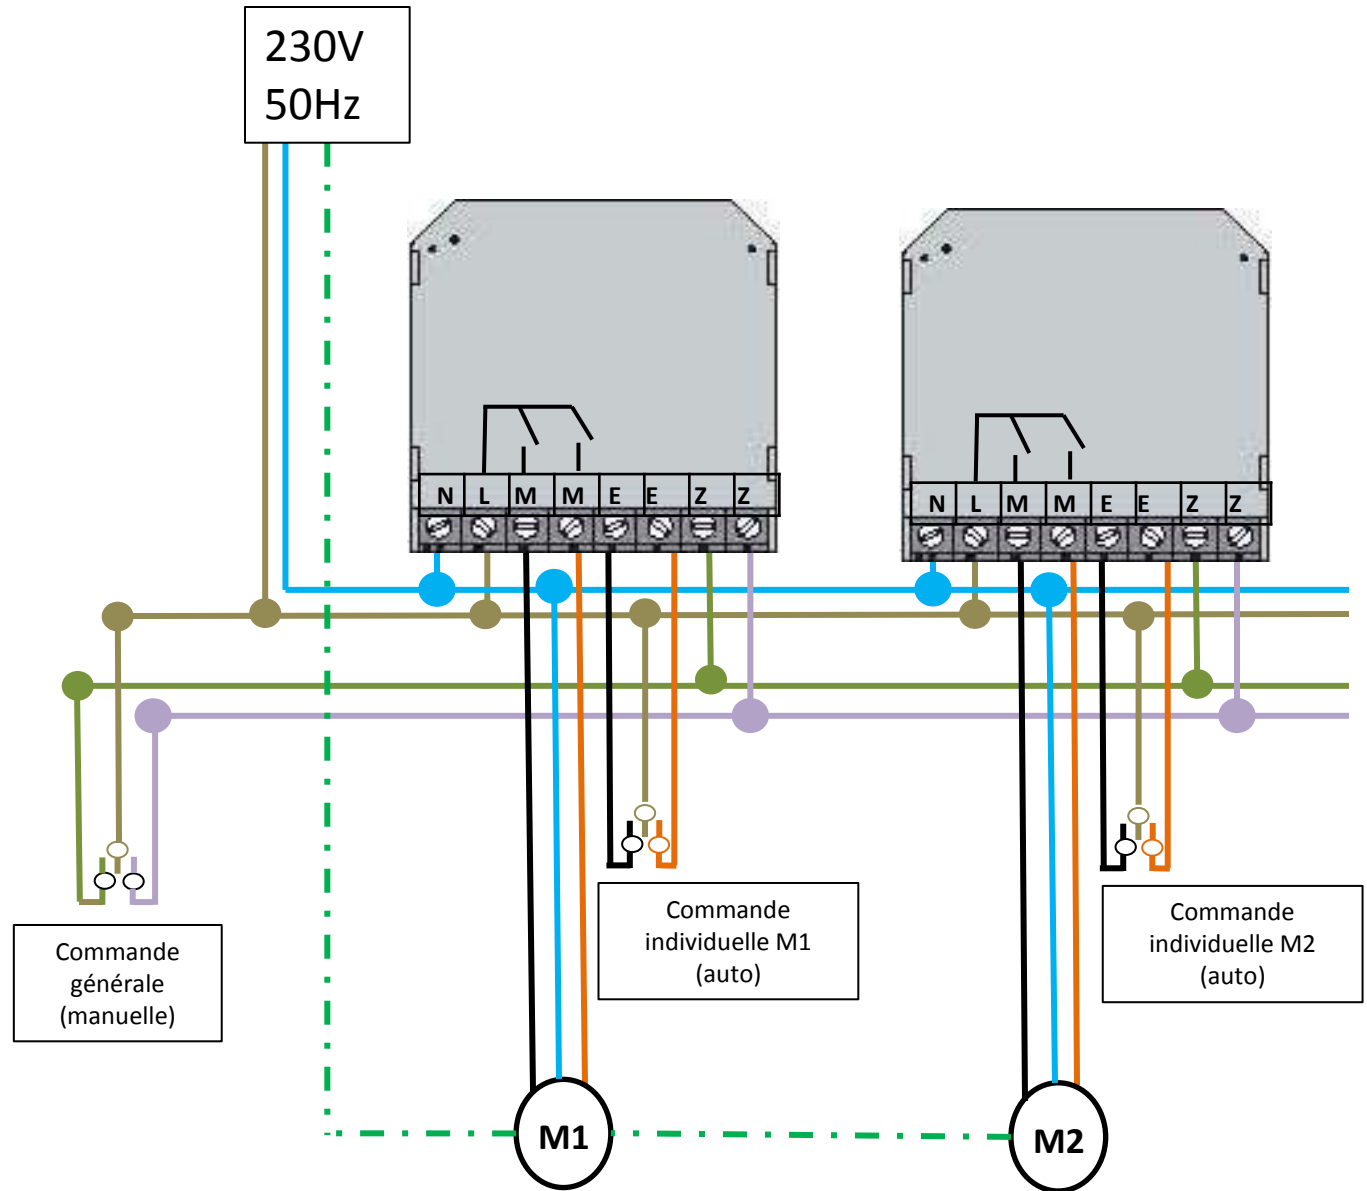 230V
50Hz
N L M M E E Z Z
N L M M E E Z Z
Commande
générale
(manuelle)
Commande
individuelle M1
(auto)
Commande
individuelle M2
(auto)
M1
M2